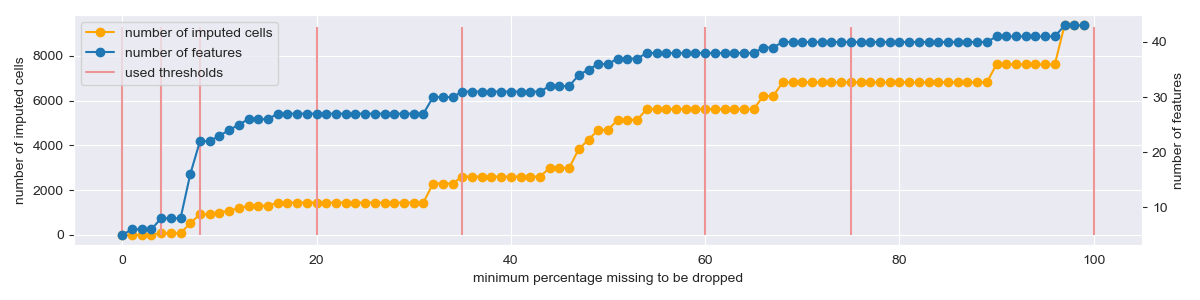 number of imputed cells
number of features
used thresholds
8000
6000
4000
2000
0
40
30
20
10
number of imputed cells
number of features
0
20
40
60
80
100
minimum percentage missing to be dropped